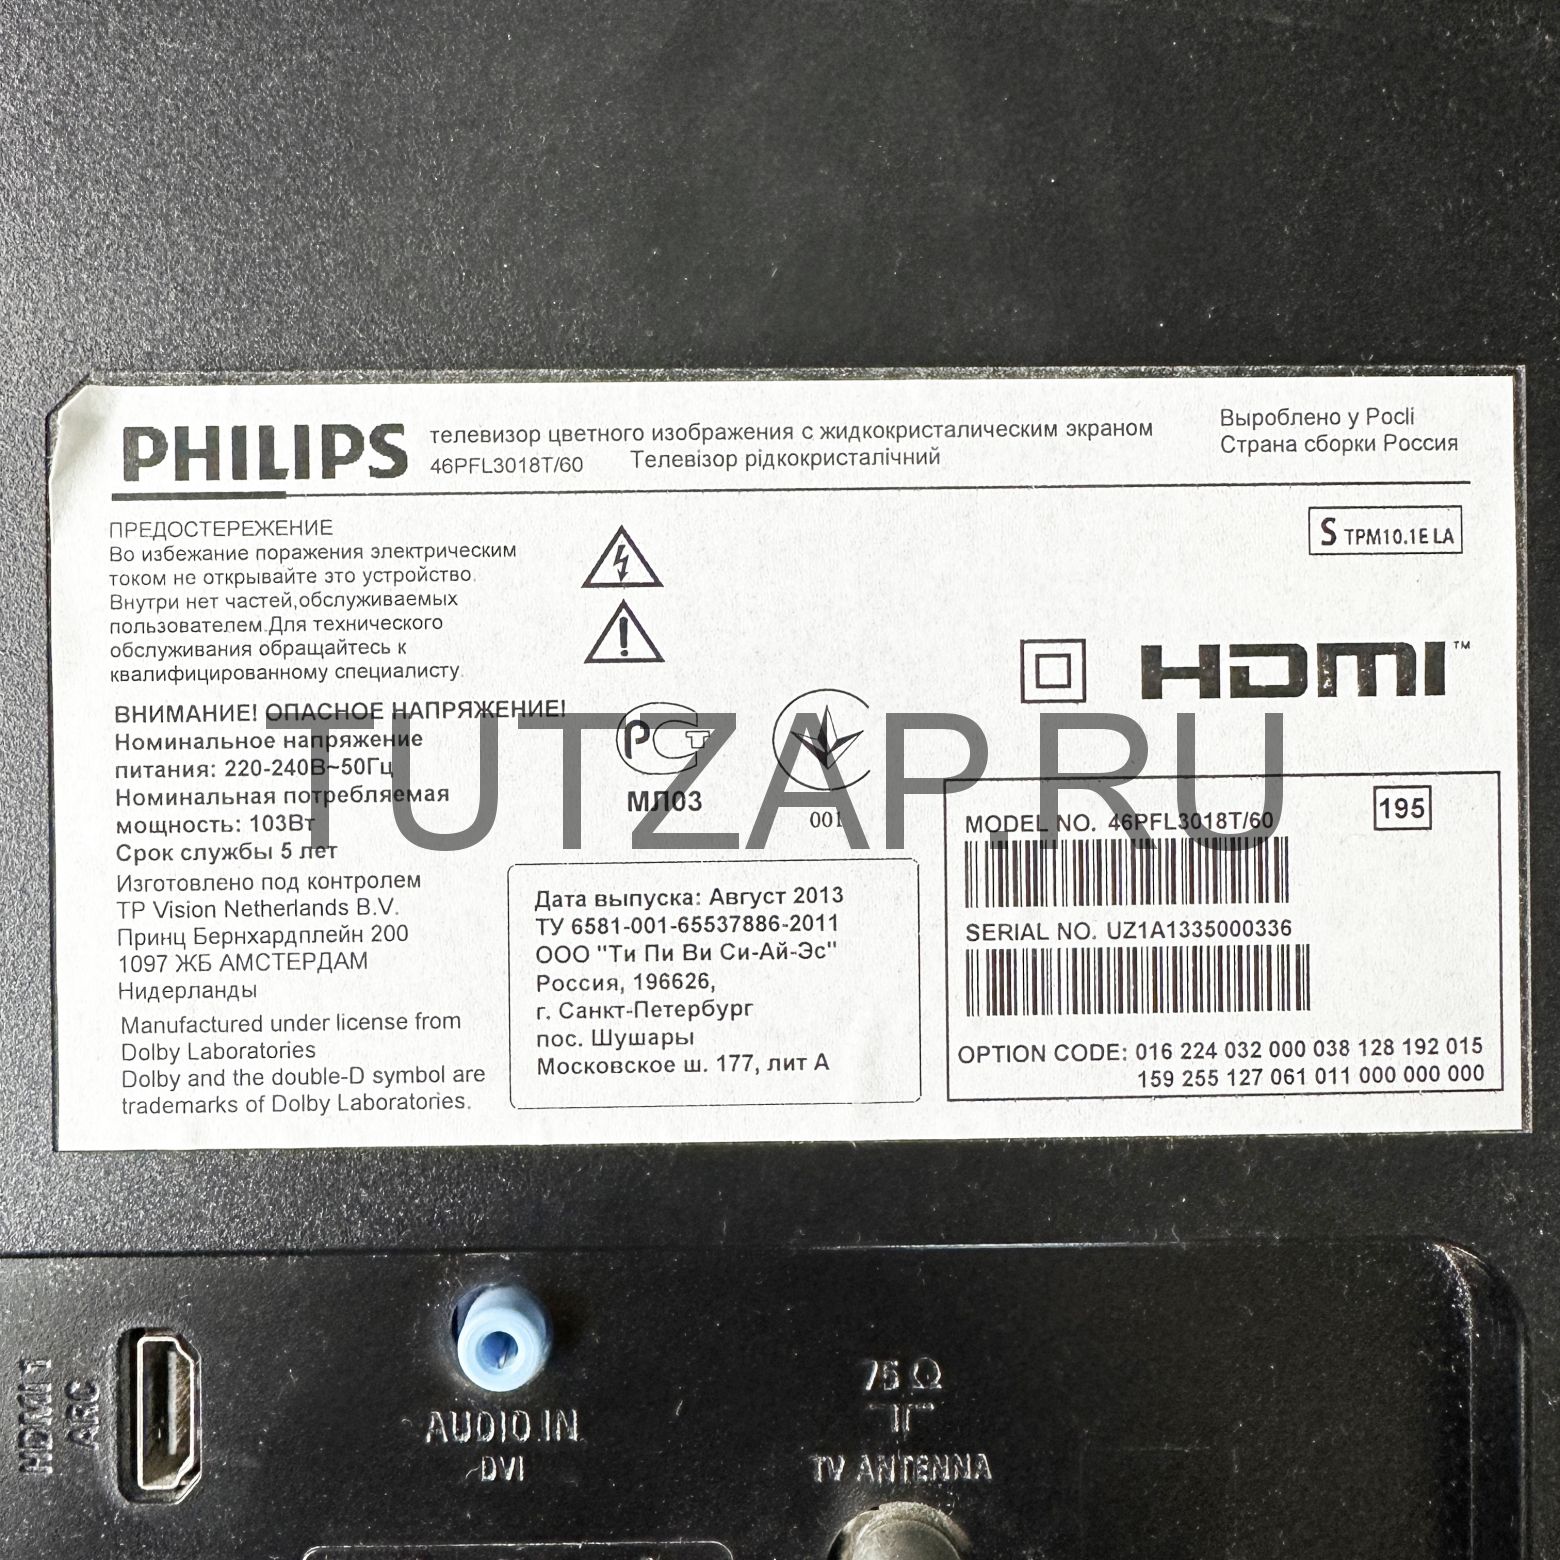 PHILIPS
телевизор цветного изображения с жидкокристалическим экраном
46PFL3018T/60 Телевiзор рiдкокристалiчний
Вырoблено у Росii
Страна сборки Россия
S TPM10.1E LA
ПРЕДОСТЕРЕЖЕНИЕ
Во избежание поражения электрическим
током не открывайте это устройство.
Внутри нет частей,обслуживаемых
пользователем.Для технического
обслуживания обращайтесь к
квалифицированному специалисту.
ВНИМАНИЕ! ОПАСНОЕ НАПРЯЖЕНИЕ!
Номинальное напряжение
питания: 220-240В~50Гц
Номинальная потребляемая
мощность: 103Вт
Срок службы 5 лет
Изготовлено под контролем
TP Vision Netherlands B.V.
Принц Бернхардплейн 200
1097 ЖБ АМСТЕРДАМ
Нидерланды
Manufactured under license from
Dolby Laboratories
Dolby and the double-D symbol are
trademarks of Dolby Laboratories.
РСТ
МЛ03
001
HDMI™
TUTZAP.RU
Дата выпуска: Август 2013
ТУ 6581-001-65537886-2011
ООО "Ти Пи Ви Си-Ай-Эс"
Россия, 196626,
г. Санкт-Петербург
пос. Шушары
Московское ш. 177, лит А
195
MODEL NO. 46PFL3018T/60
SERIAL NO. UZ1A1335000336
OPTION CODE: 016 224 032 000 038 128 192 015
159 255 127 061 011 000 000 000
HDMI 1
ARC
AUDIO IN
DVI
75 Ω
TV ANTENNA